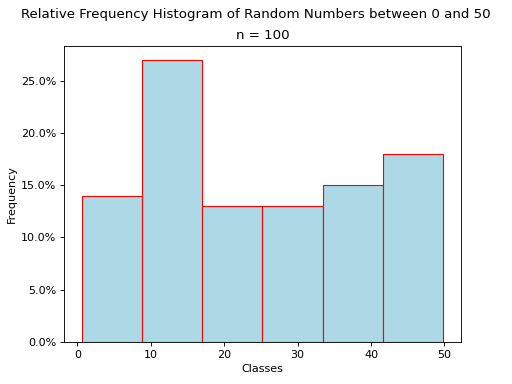 Relative Frequency Histogram of Random Numbers between 0 and 50
n = 100
25.0%
20.0%
15.0%
10.0%
5.0%
0.0%
Frequency
0 10 20 30 40 50
Classes